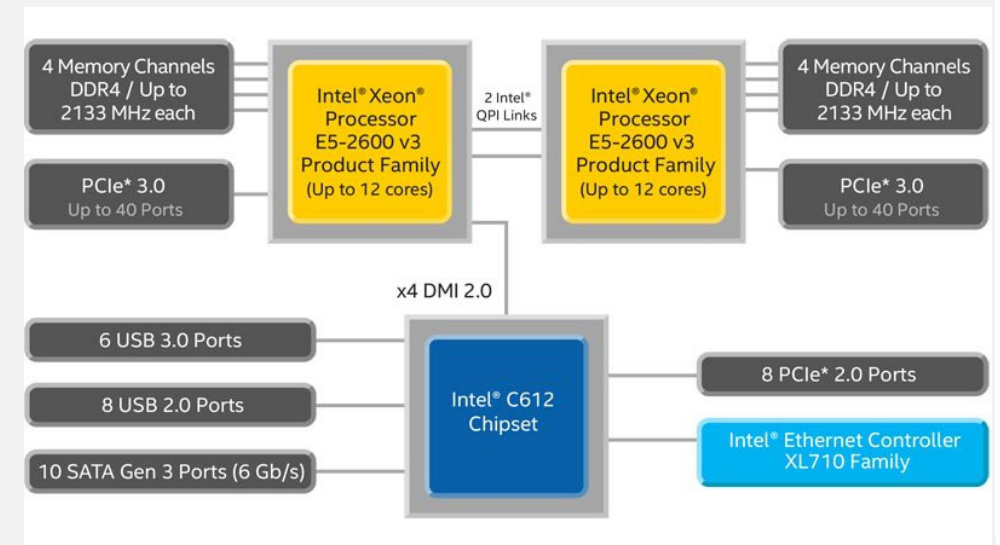 4 Memory Channels
DDR4 / Up to
2133 MHz each
PCIe* 3.0
Up to 40 Ports
Intel® Xeon®
Processor
E5-2600 v3
Product Family
(Up to 12 cores)
2 Intel®
QPI Links
Intel® Xeon®
Processor
E5-2600 v3
Product Family
(Up to 12 cores)
4 Memory Channels
DDR4 / Up to
2133 MHz each
PCIe* 3.0
Up to 40 Ports
x4 DMI 2.0
6 USB 3.0 Ports
8 USB 2.0 Ports
10 SATA Gen 3 Ports (6 Gb/s)
Intel® C612
Chipset
8 PCIe* 2.0 Ports
Intel® Ethernet Controller
XL710 Family